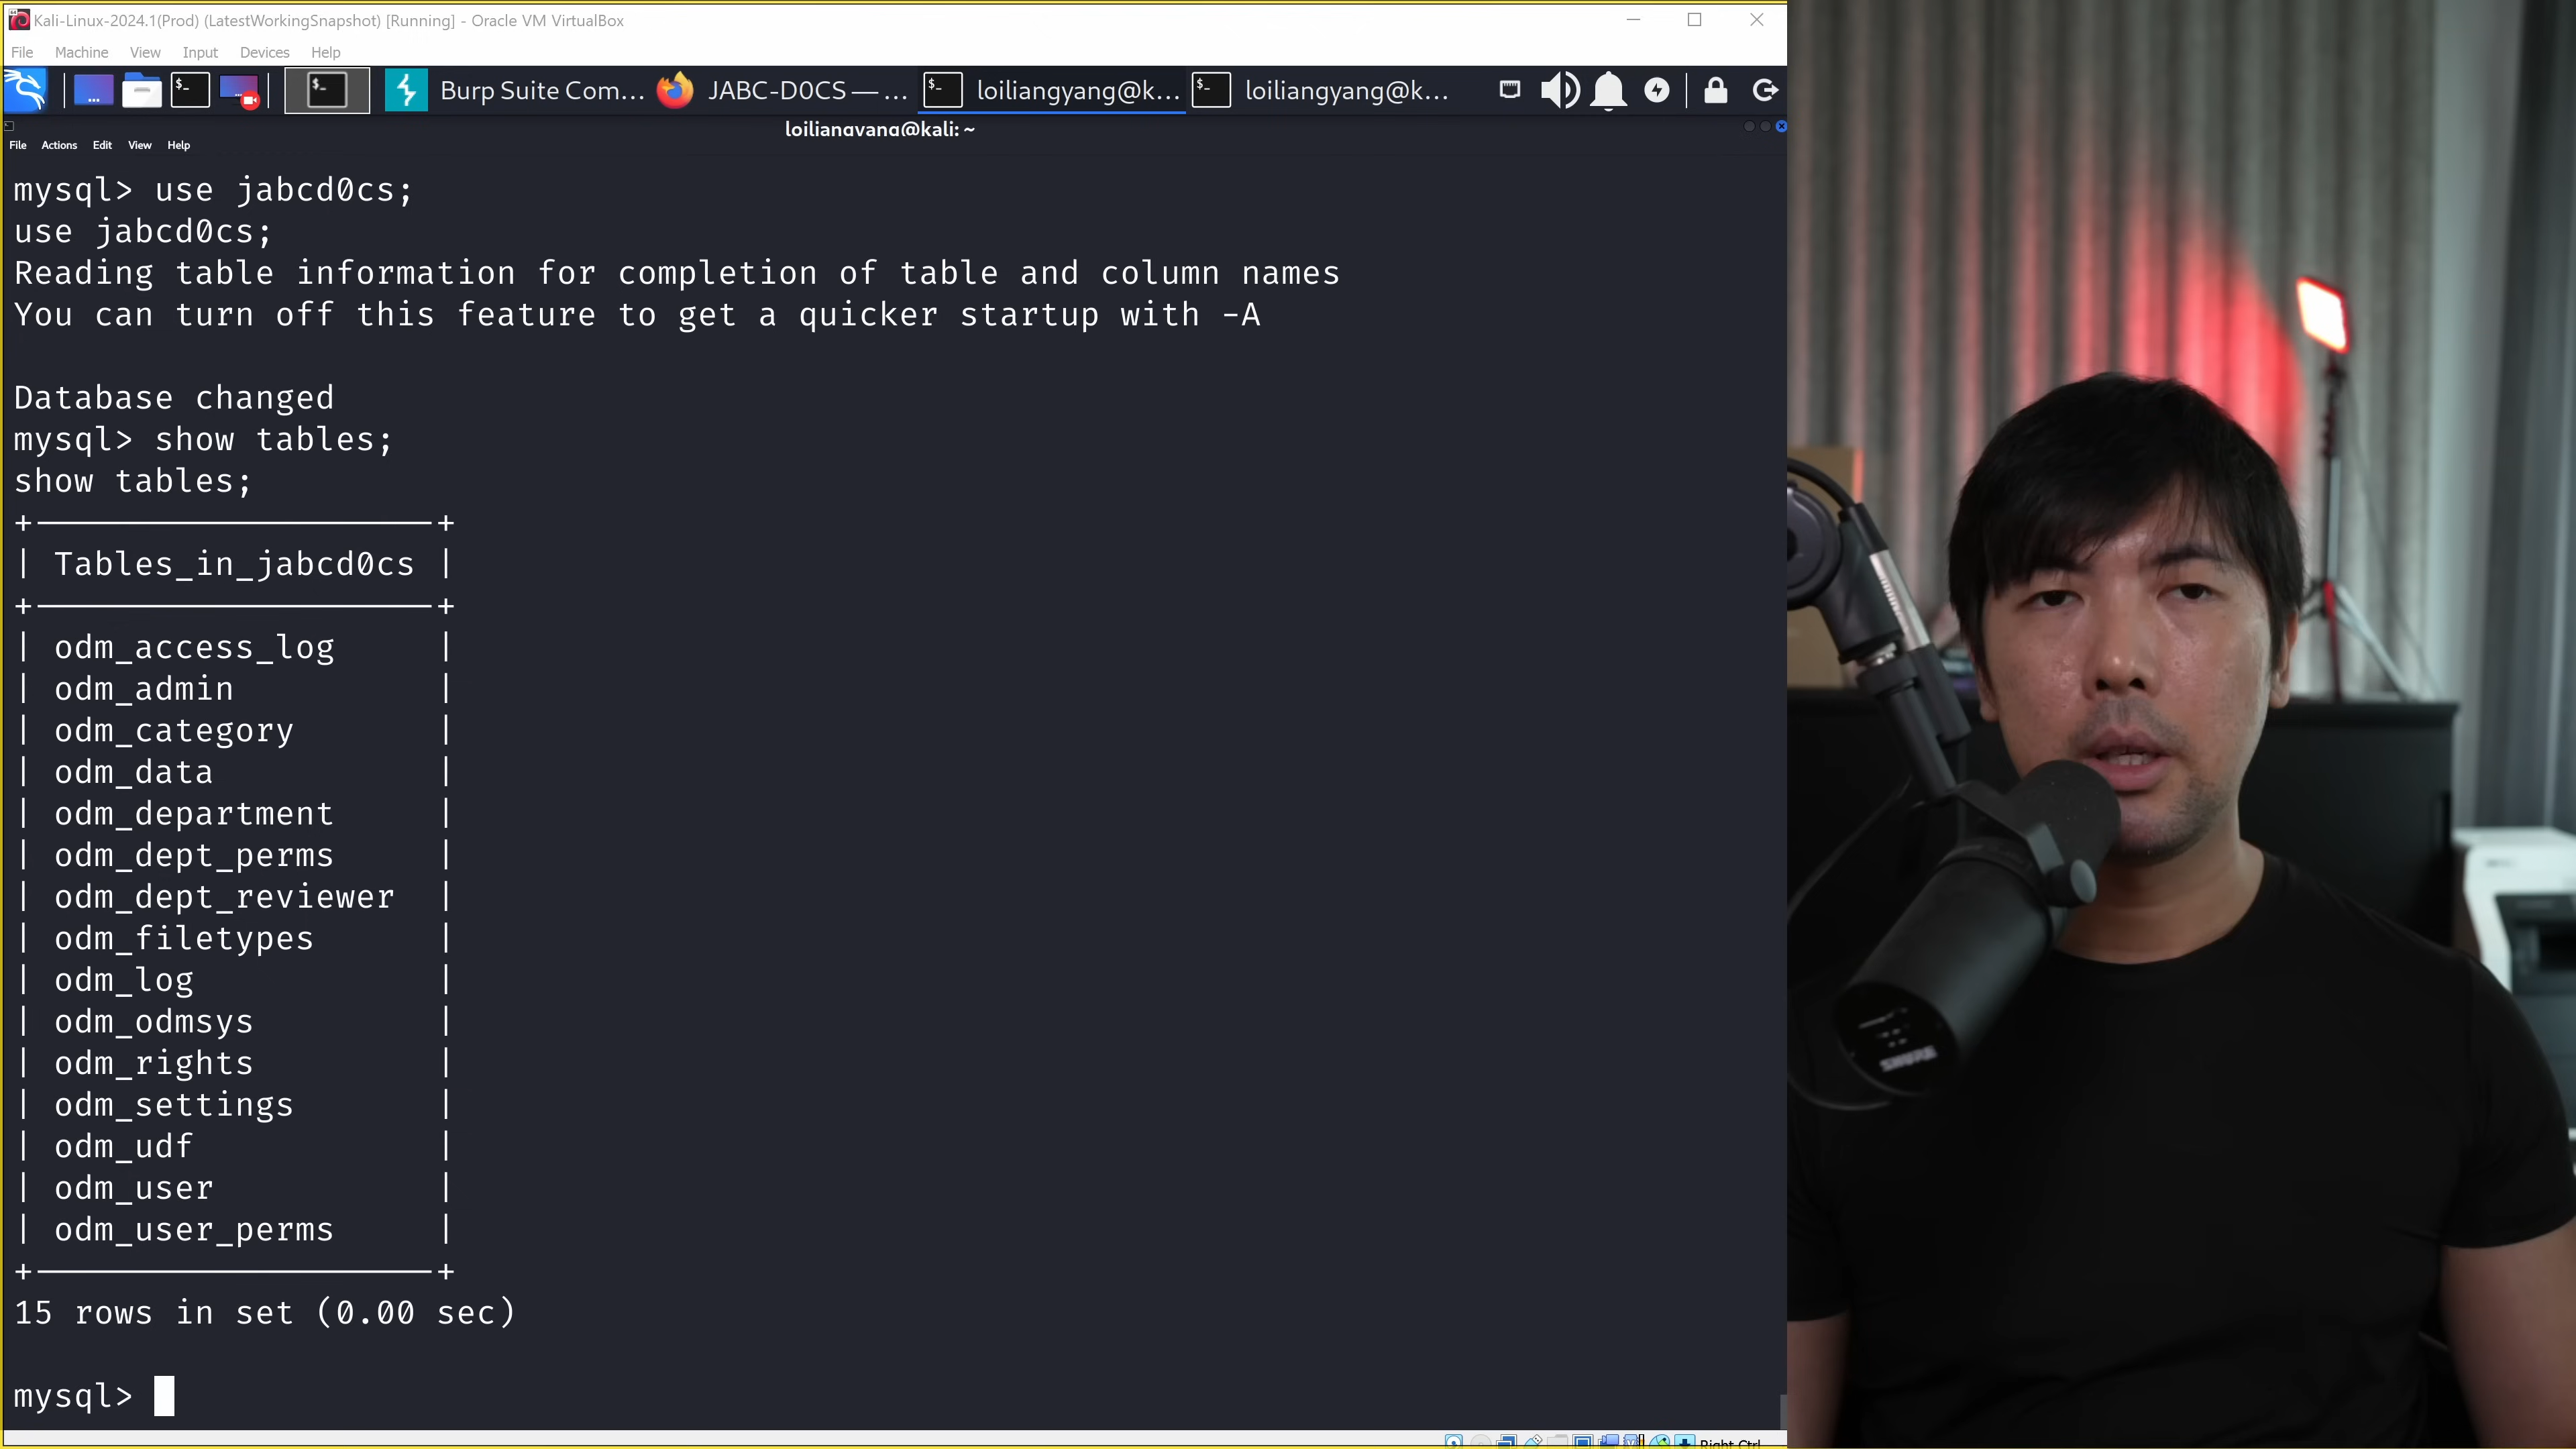 Kali-Linux-2024.1(Prod) (LatestWorkingSnapshot) [Running] - Oracle VM VirtualBox
File Machine View Input Devices Help
Burp Suite Com... JABC-D0CS — ... loiliangyang@k... loiliangyang@k...
loiliangyang@kali: ~
File Actions Edit View Help
mysql> use jabcd0cs;
use jabcd0cs;
Reading table information for completion of table and column names
You can turn off this feature to get a quicker startup with -A
Database changed
mysql> show tables;
show tables;
+--------------------+
| Tables_in_jabcd0cs |
+--------------------+
| odm_access_log |
| odm_admin |
| odm_category |
| odm_data |
| odm_department |
| odm_dept_perms |
| odm_dept_reviewer |
| odm_filetypes |
| odm_log |
| odm_odmsys |
| odm_rights |
| odm_settings |
| odm_udf |
| odm_user |
| odm_user_perms |
+--------------------+
15 rows in set (0.00 sec)
mysql>
Right Ctrl
SHURE